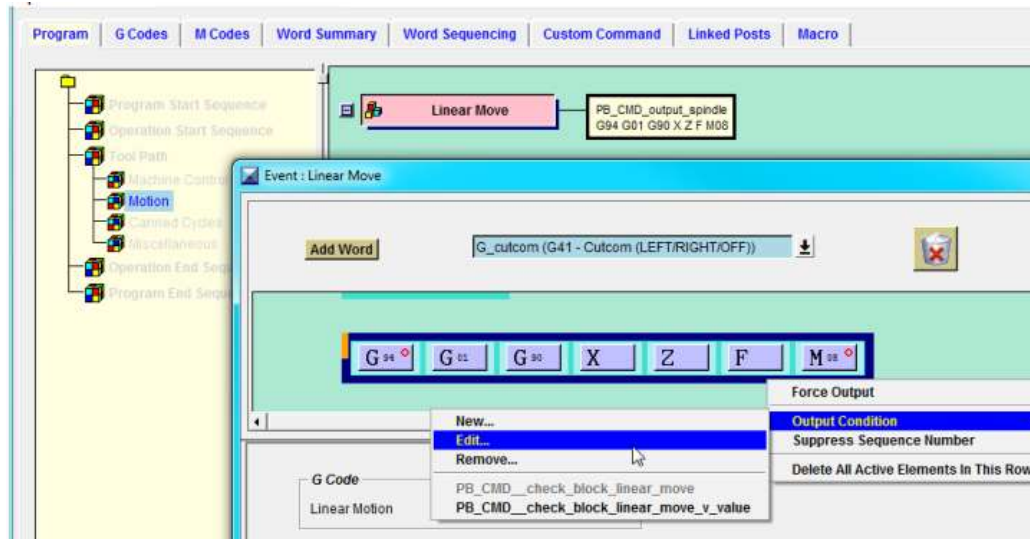 Program G Codes M Codes Word Summary Word Sequencing Custom Command Linked Posts Macro
Program Start Sequence
Operation Start Sequence
Tool Path
Machine Control
Motion
Canned Cycles
Miscellaneous
Operation End Sequ
Program End Seque
Linear Move
PB_CMD_output_spindle
G94 G01 G90 X Z F M08
Event : Linear Move
Add Word
G_cutcom (G41 - Cutcom (LEFT/RIGHT/OFF))
G 94 G 01 G 90 X Z F M 08
Force Output
Output Condition
Suppress Sequence Number
Delete All Active Elements In This Row
New...
Edit...
Remove...
PB_CMD__check_block_linear_move
PB_CMD__check_block_linear_move_v_value
G Code
Linear Motion